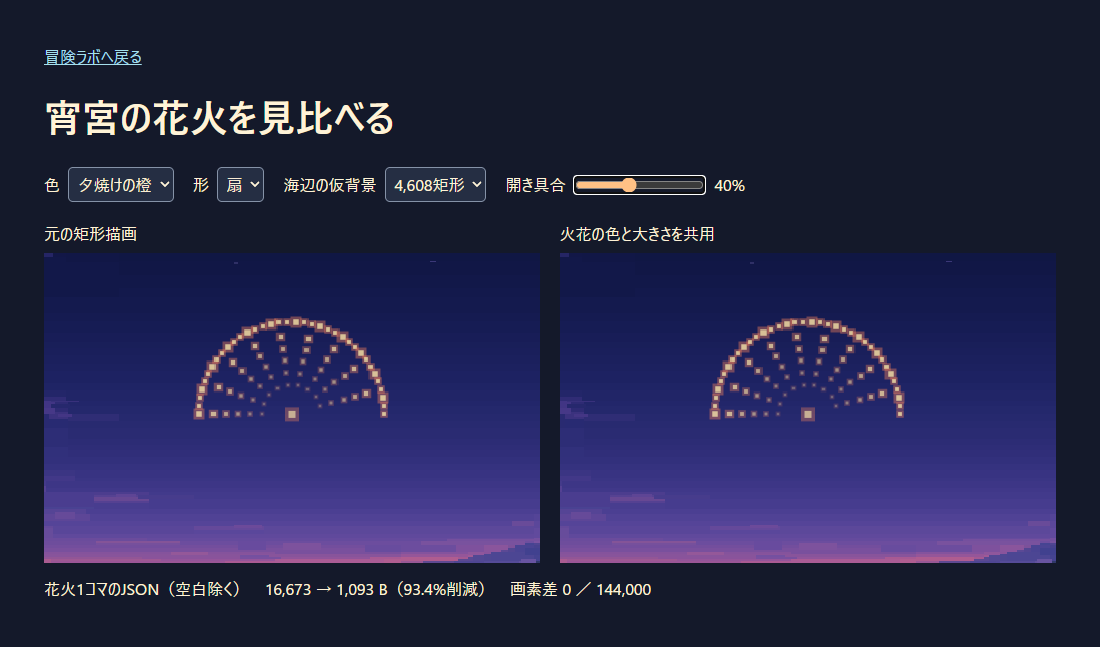 冒険ラボへ戻る
宵宮の花火を見比べる
色 夕焼けの橙 形 扇 海辺の仮背景 4,608矩形 開き具合 40%
元の矩形描画 火花の色と大きさを共用
花火1コマのJSON（空白除く） 16,673 → 1,093 B（93.4%削減） 画素差 0 ／ 144,000